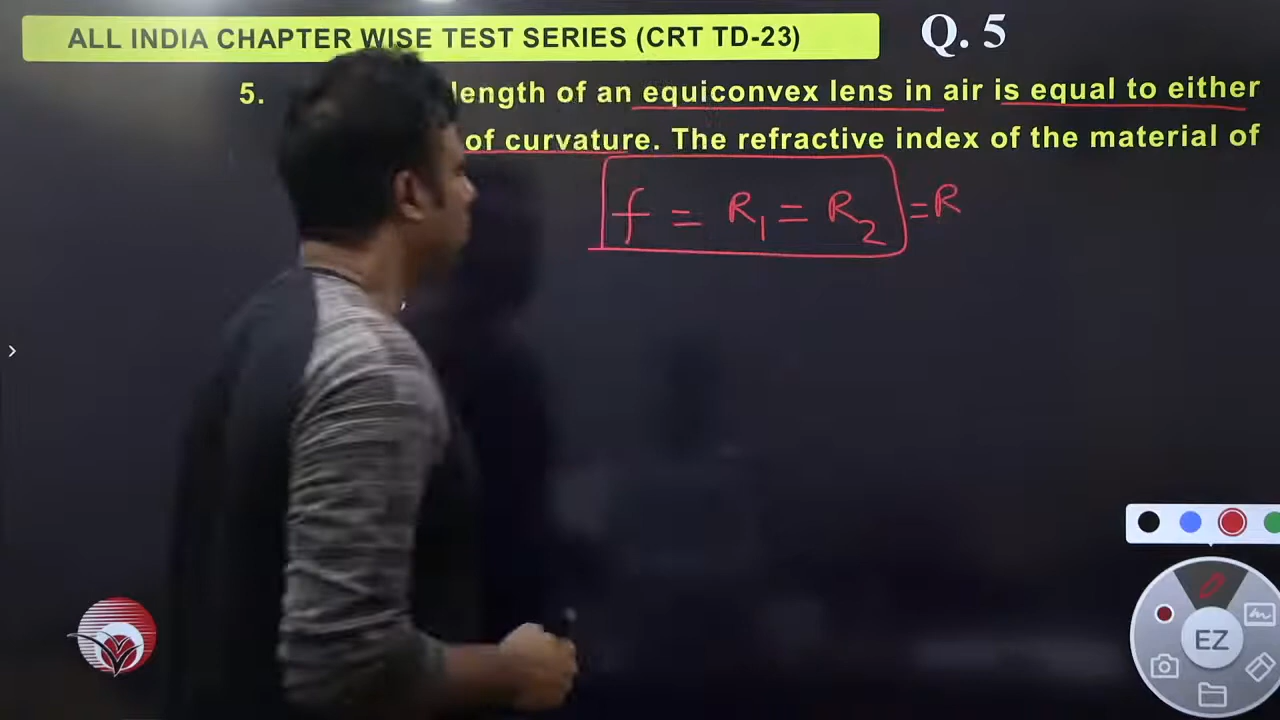 ALL INDIA CHAPTER WISE TEST SERIES (CRT TD-23)
Q. 5
5. length of an equiconvex lens in air is equal to either
of curvature. The refractive index of the material of
f = R₁ = R₂ = R
EZ